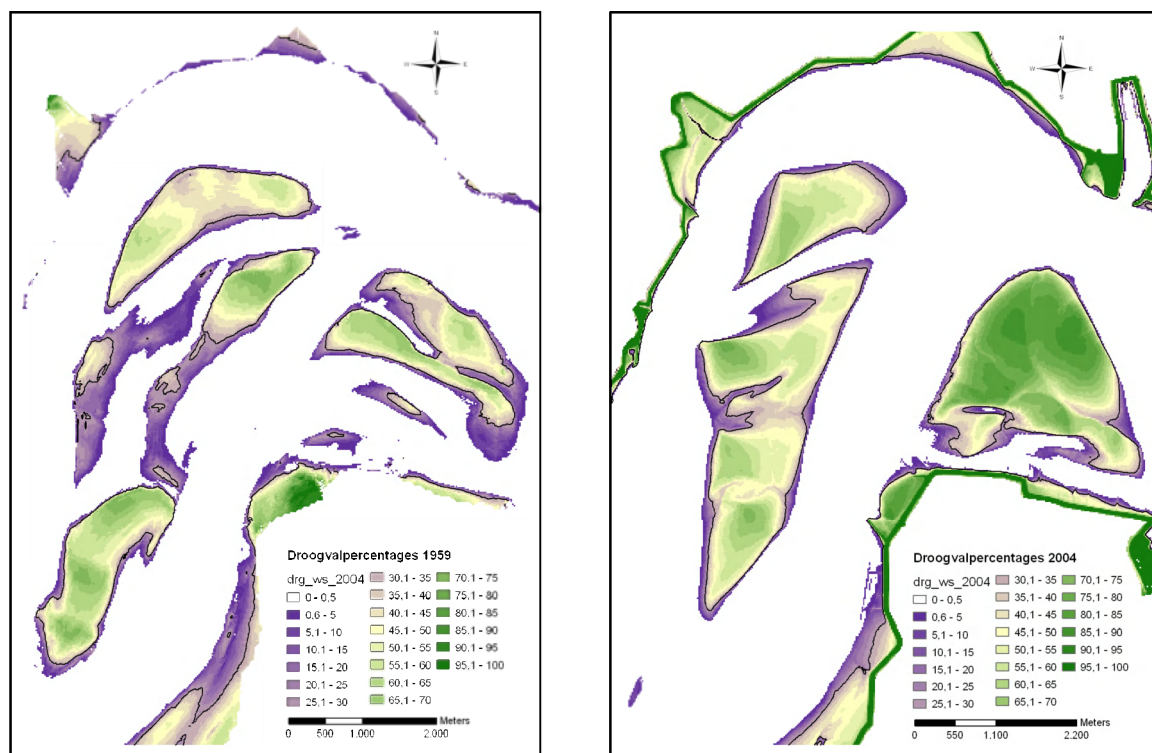 N
W E
S
Droogvalpercentages 1959
drg_ws_2004
0 - 0,5
0,6 - 5
5,1 - 10
10,1 - 15
15,1 - 20
20,1 - 25
25,1 - 30
30,1 - 35
35,1 - 40
40,1 - 45
45,1 - 50
50,1 - 55
55,1 - 60
60,1 - 65
65,1 - 70
70,1 - 75
75,1 - 80
80,1 - 85
85,1 - 90
90,1 - 95
95,1 - 100
Meters
0 500 1.000 2.000
N
W E
S
Droogvalpercentages 2004
drg_ws_2004
0 - 0,5
0,6 - 5
5,1 - 10
10,1 - 15
15,1 - 20
20,1 - 25
25,1 - 30
30,1 - 35
35,1 - 40
40,1 - 45
45,1 - 50
50,1 - 55
55,1 - 60
60,1 - 65
65,1 - 70
70,1 - 75
75,1 - 80
80,1 - 85
85,1 - 90
90,1 - 95
95,1 - 100
Meters
0 550 1.100 2.200